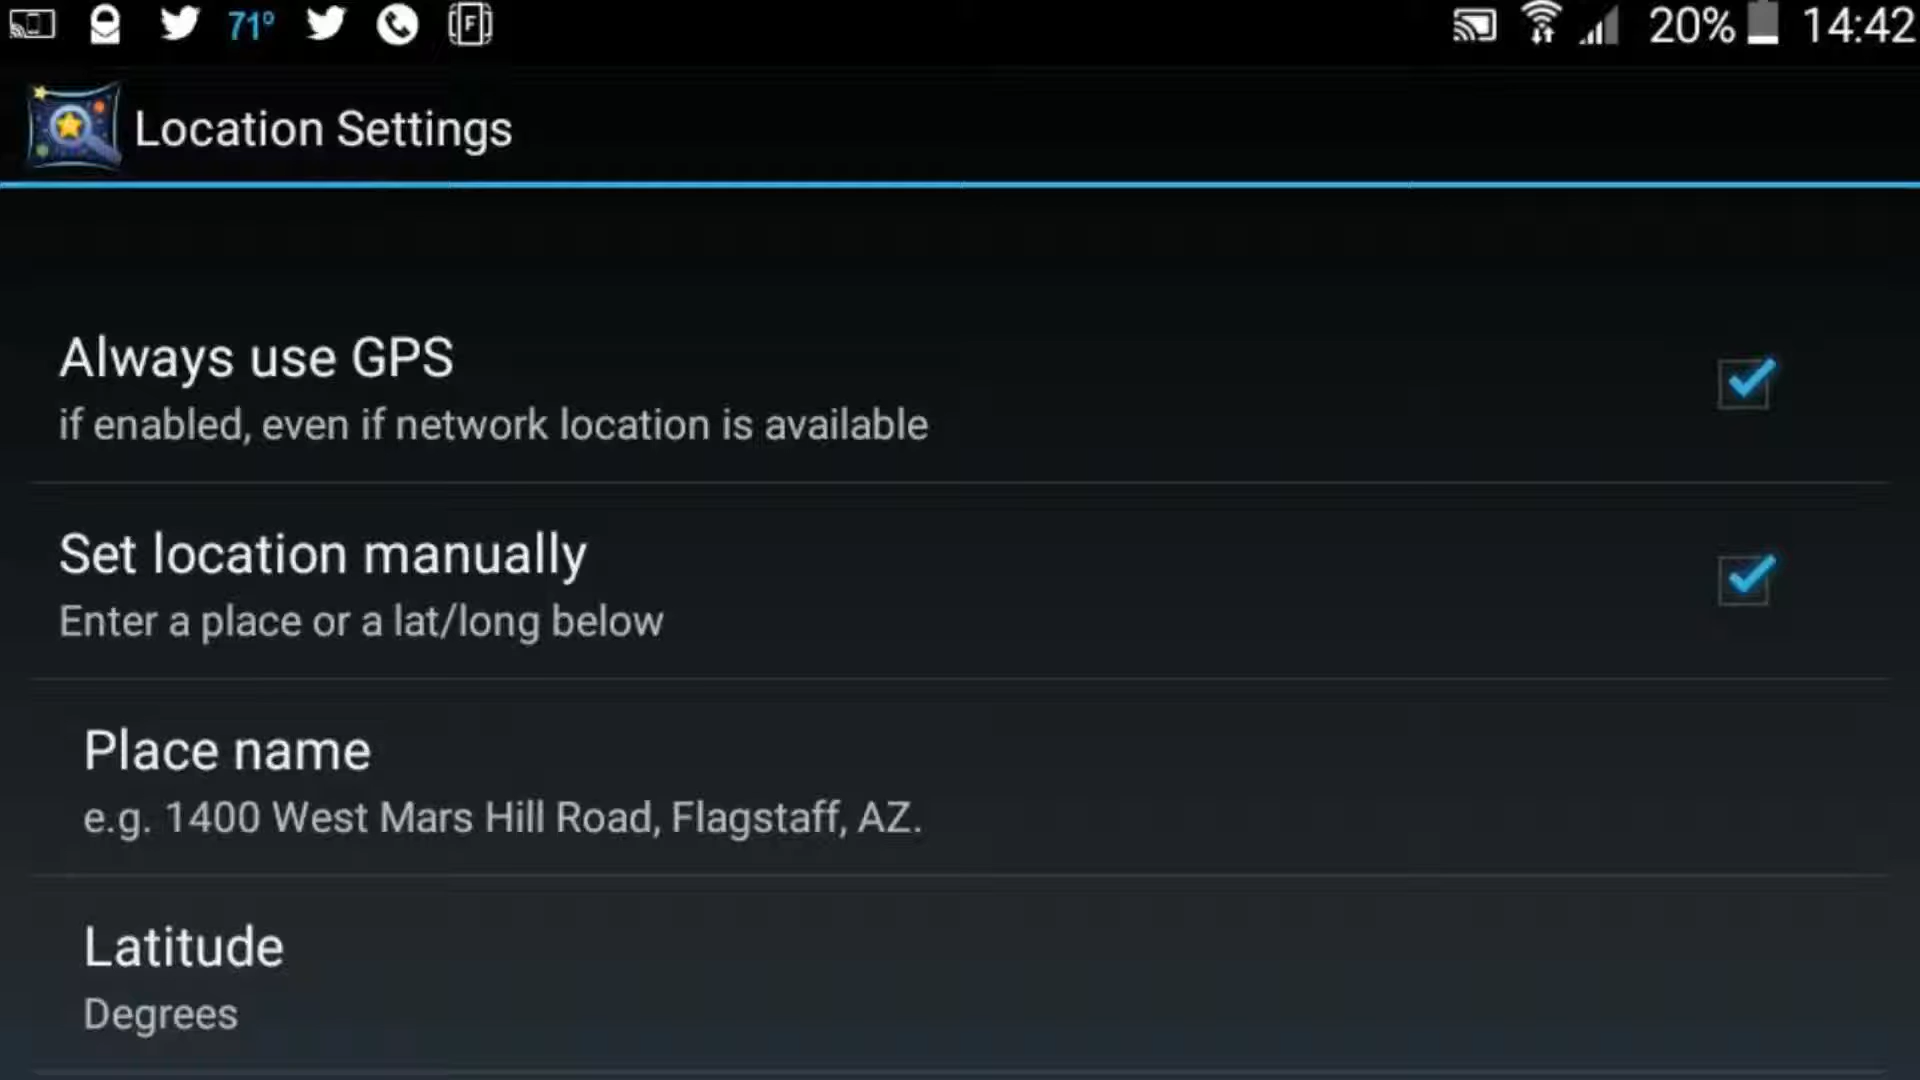 71° F 20% 14:42
Location Settings
Always use GPS
if enabled, even if network location is available
Set location manually
Enter a place or a lat/long below
Place name
e.g. 1400 West Mars Hill Road, Flagstaff, AZ.
Latitude
Degrees